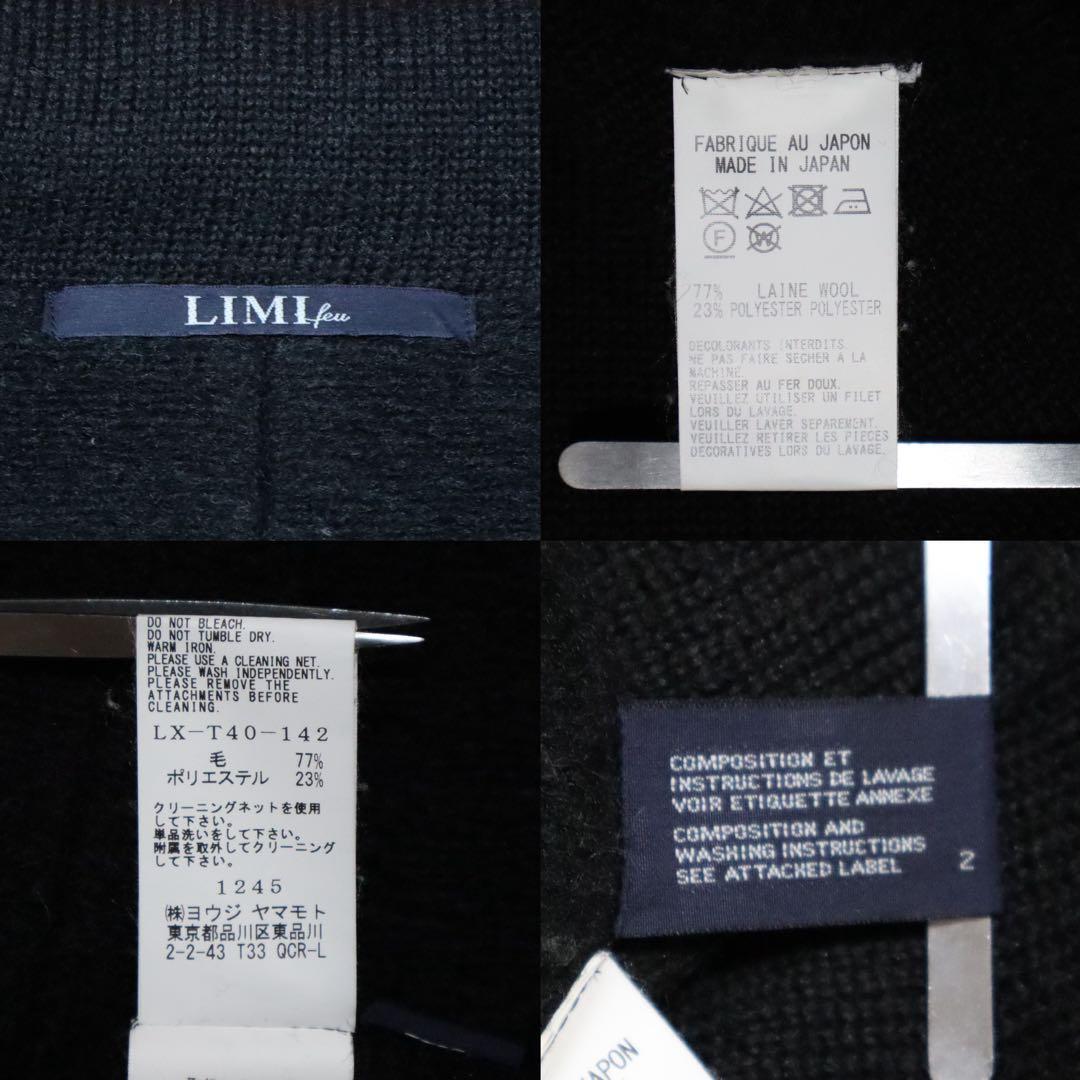 LIMI feu
FABRIQUE AU JAPON
MADE IN JAPAN
F
W
77% LAINE WOOL
23% POLYESTER POLYESTER
DECOLORANTS INTERDITS.
NE PAS FAIRE SECHER A LA
MACHINE.
REPASSER AU FER DOUX.
VEUILLEZ UTILISER UN FILET
LORS DU LAVAGE.
VEUILLER LAVER SEPAREMENT.
VEUILLEZ RETIRER LES PIECES
DECORATIVES LORS DU LAVAGE.
DO NOT BLEACH.
DO NOT TUMBLE DRY.
WARM IRON.
PLEASE USE A CLEANING NET.
PLEASE WASH INDEPENDENTLY.
PLEASE REMOVE THE
ATTACHMENTS BEFORE
CLEANING.
LX-T40-142
毛 77%
ポリエステル 23%
クリーニングネットを使用
して下さい。
単品洗いをして下さい。
附属を取外してクリーニング
して下さい。
1245
㈱ヨウジ ヤマモト
東京都品川区東品川
2-2-43 T33 QCR-L
COMPOSITION ET
INSTRUCTIONS DE LAVAGE
VOIR ETIQUETTE ANNEXE
COMPOSITION AND
WASHING INSTRUCTIONS
SEE ATTACHED LABEL 2
JAPON